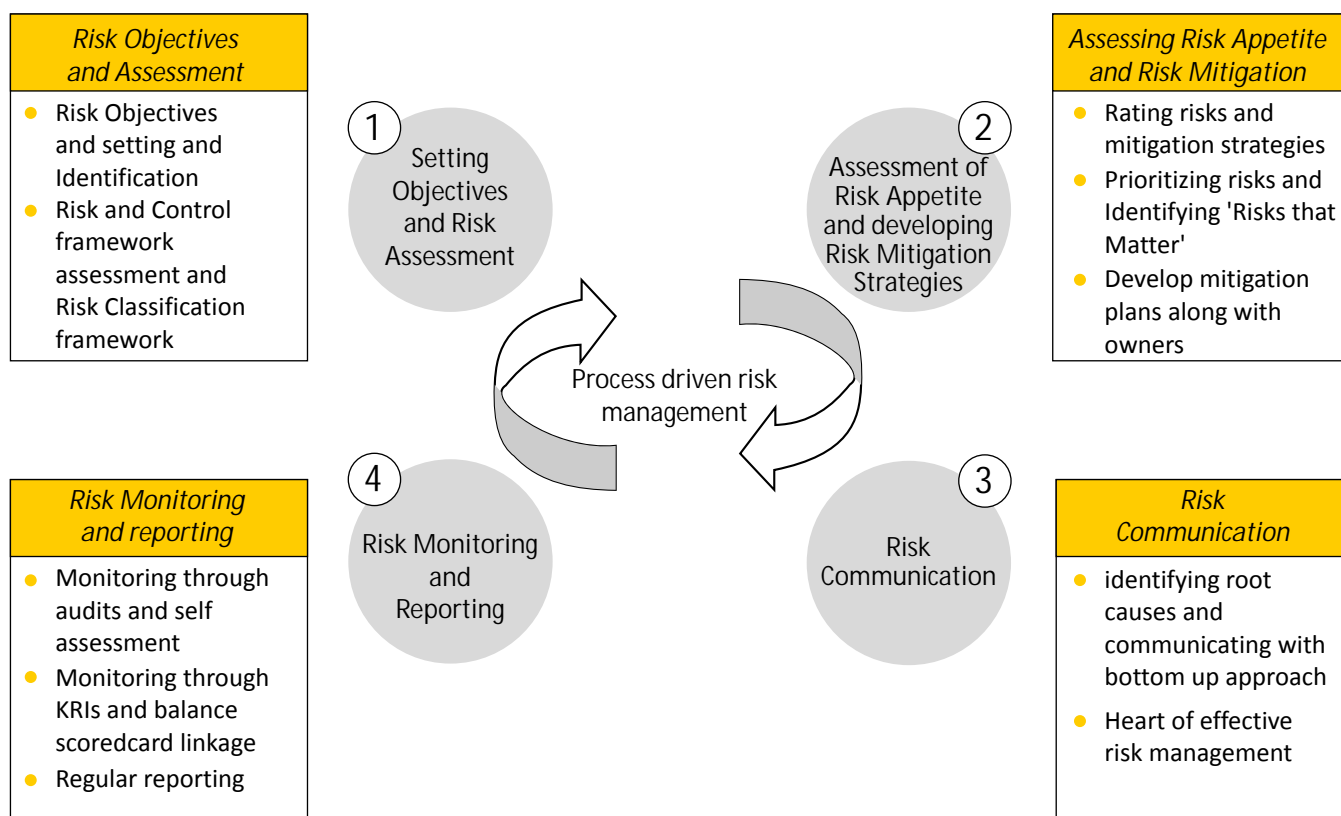 Risk Objectives
and Assessment
Risk Objectives
and setting and
Identification
Risk and Control
framework
assessment and
Risk Classification
framework
1
Setting
Objectives
and Risk
Assessment
2
Assessment of
Risk Appetite
and developing
Risk Mitigation
Strategies
Assessing Risk Appetite
and Risk Mitigation
Rating risks and
mitigation strategies
Prioritizing risks and
Identifying 'Risks that
Matter'
Develop mitigation
plans along with
owners
Process driven risk
management
Risk Monitoring
and reporting
Monitoring through
audits and self
assessment
Monitoring through
KRIs and balance
scoredcard linkage
Regular reporting
4
Risk Monitoring
and
Reporting
3
Risk
Communication
Risk
Communication
identifying root
causes and
communicating with
bottom up approach
Heart of effective
risk management